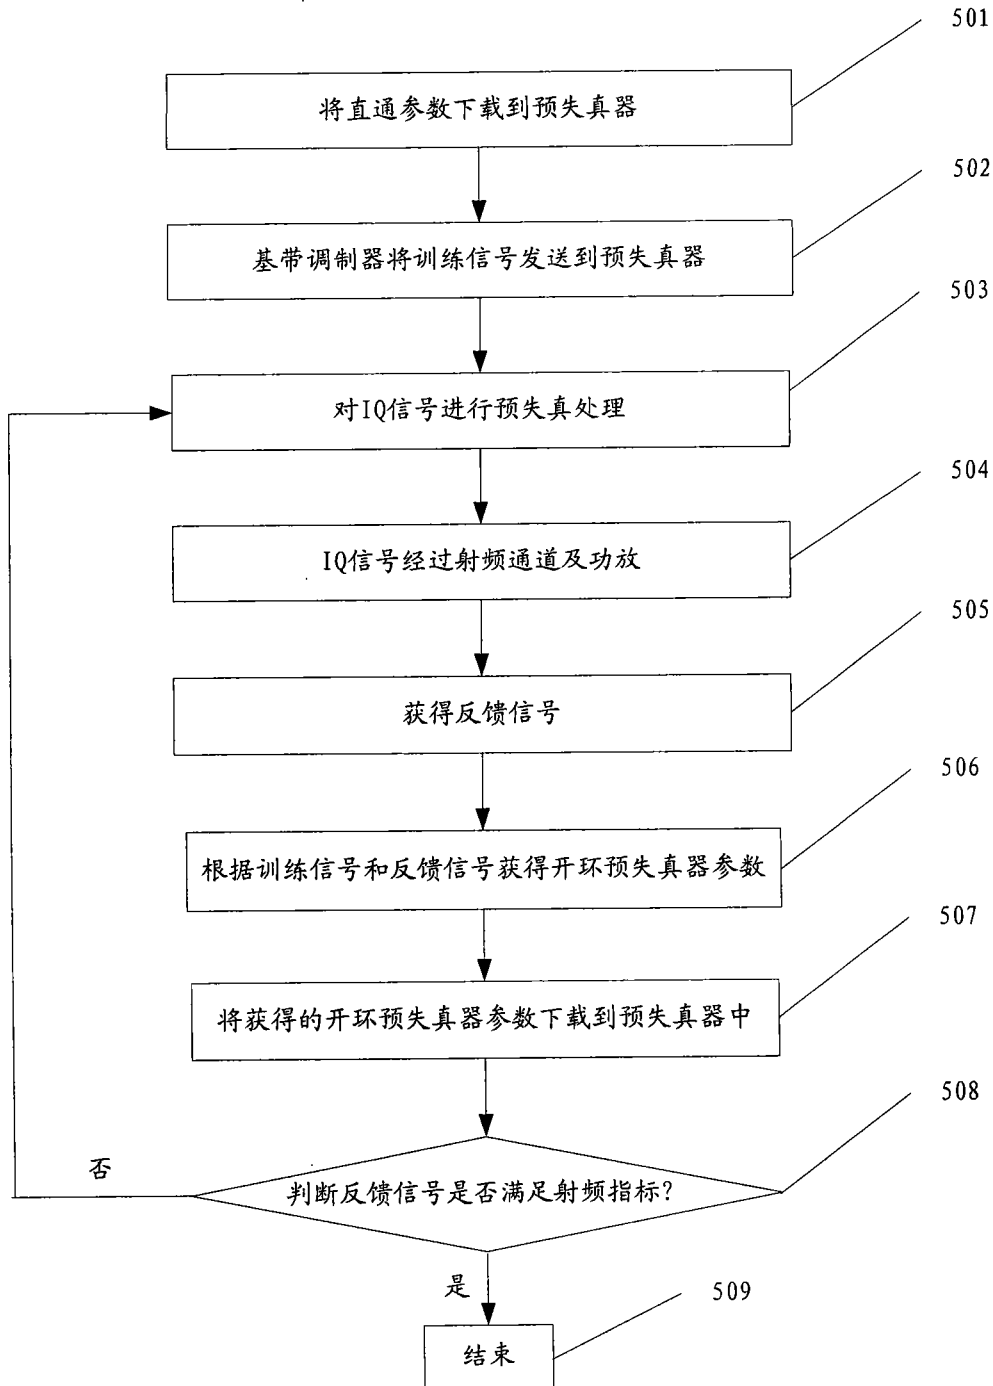 501
将直通参数下载到预失真器
502
基带调制器将训练信号发送到预失真器
503
对IQ信号进行预失真处理
504
IQ信号经过射频通道及功放
505
获得反馈信号
506
根据训练信号和反馈信号获得开环预失真器参数
507
将获得的开环预失真器参数下载到预失真器中
508
否
判断反馈信号是否满足射频指标?
是
509
结束